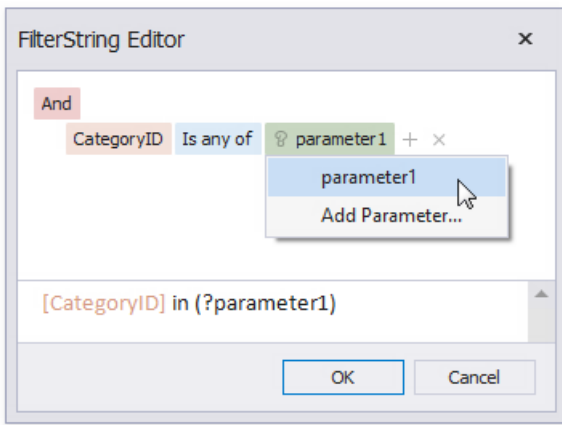 FilterString Editor
And
CategoryID Is any of parameter1
parameter1
Add Parameter...
[CategoryID] in (?parameter1)
OK Cancel